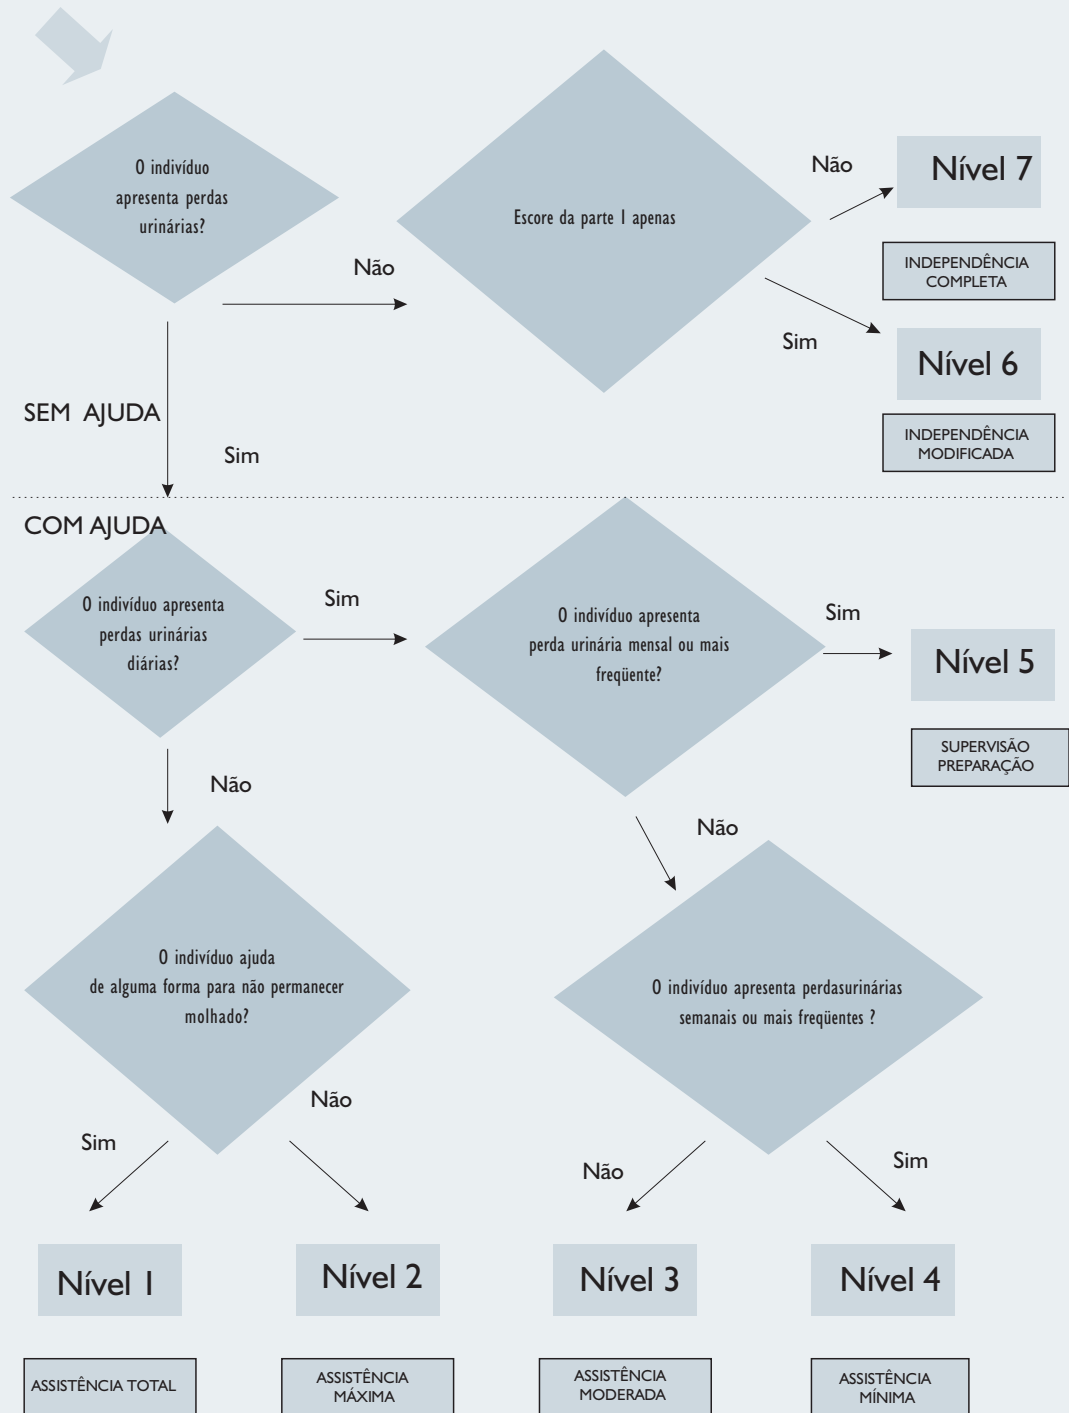 O indivíduo
apresenta perdas
urinárias?
Não
Escore da parte I apenas
Não
Nível 7
INDEPENDÊNCIA
COMPLETA
Sim
Nível 6
INDEPENDÊNCIA
MODIFICADA
SEM AJUDA
Sim
COM AJUDA
O indivíduo apresenta
perdas urinárias
diárias?
Sim
O indivíduo apresenta
perda urinária mensal ou mais
freqüente?
Sim
Nível 5
SUPERVISÃO
PREPARAÇÃO
Não
Não
O indivíduo ajuda
de alguma forma para não permanecer
molhado?
O indivíduo apresenta perdasurinárias
semanais ou mais freqüentes ?
Sim
Não
Não
Sim
Nível 1
Nível 2
Nível 3
Nível 4
ASSISTÊNCIA TOTAL
ASSISTÊNCIA
MÁXIMA
ASSISTÊNCIA
MODERADA
ASSISTÊNCIA
MÍNIMA